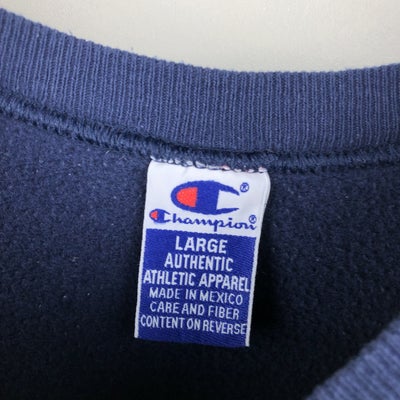 Champion
LARGE
AUTHENTIC
ATHLETIC APPAREL
MADE IN MEXICO
CARE AND FIBER
CONTENT ON REVERSE